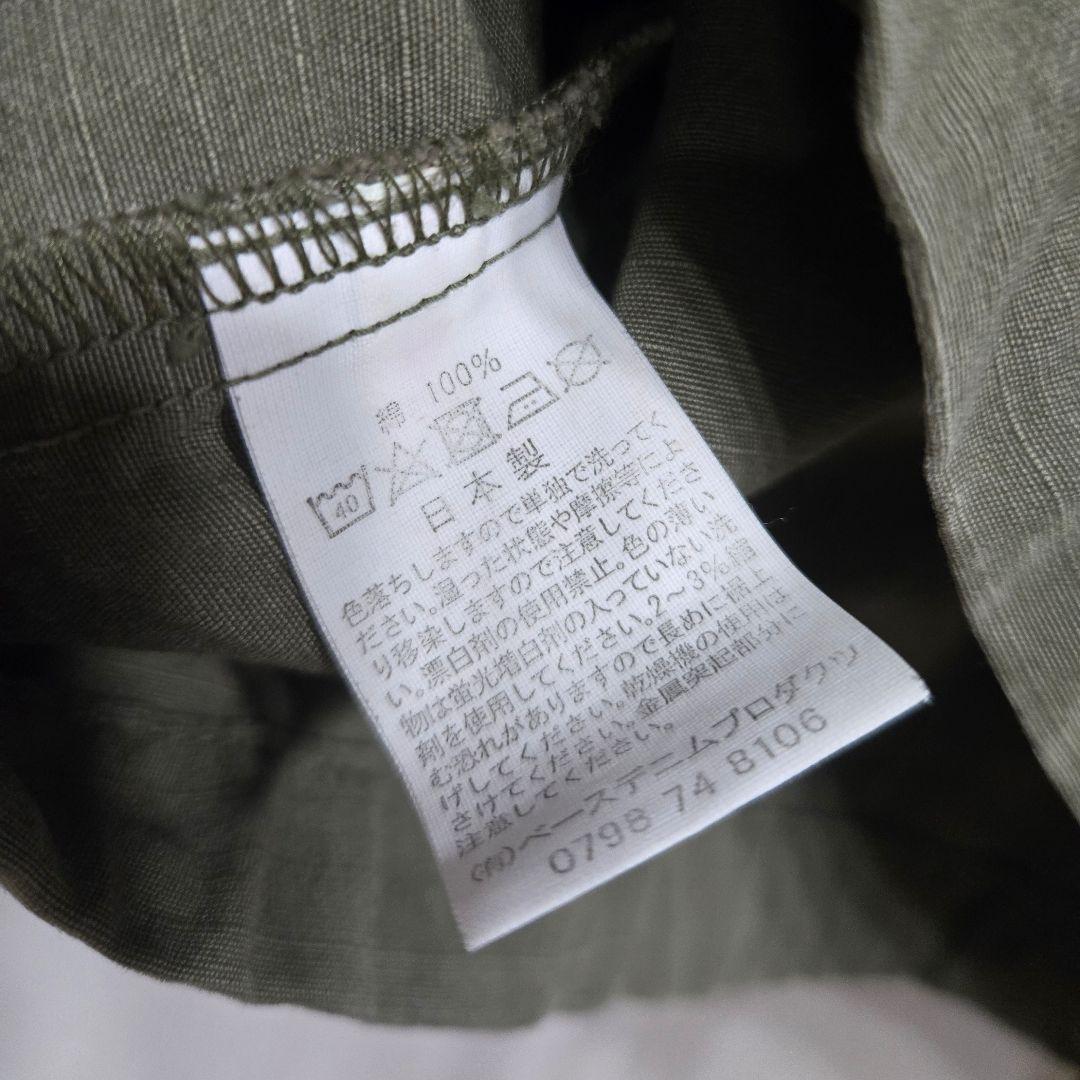 綿 100%
40
日本製
色落ちしますので単独で洗ってく
ださい。湿った状態や摩擦等によ
り移染しますので注意してくださ
い。漂白剤の使用禁止。色の薄い
物は蛍光増白剤の入っていない洗
剤を使用してください。2～3%縮
む恐れがありますので長めに裾上
げしてください。乾燥機の使用は
さけてください。金属突起部分に
注意してください。
(有)ベースデニムプロダクツ
0798 74 8106